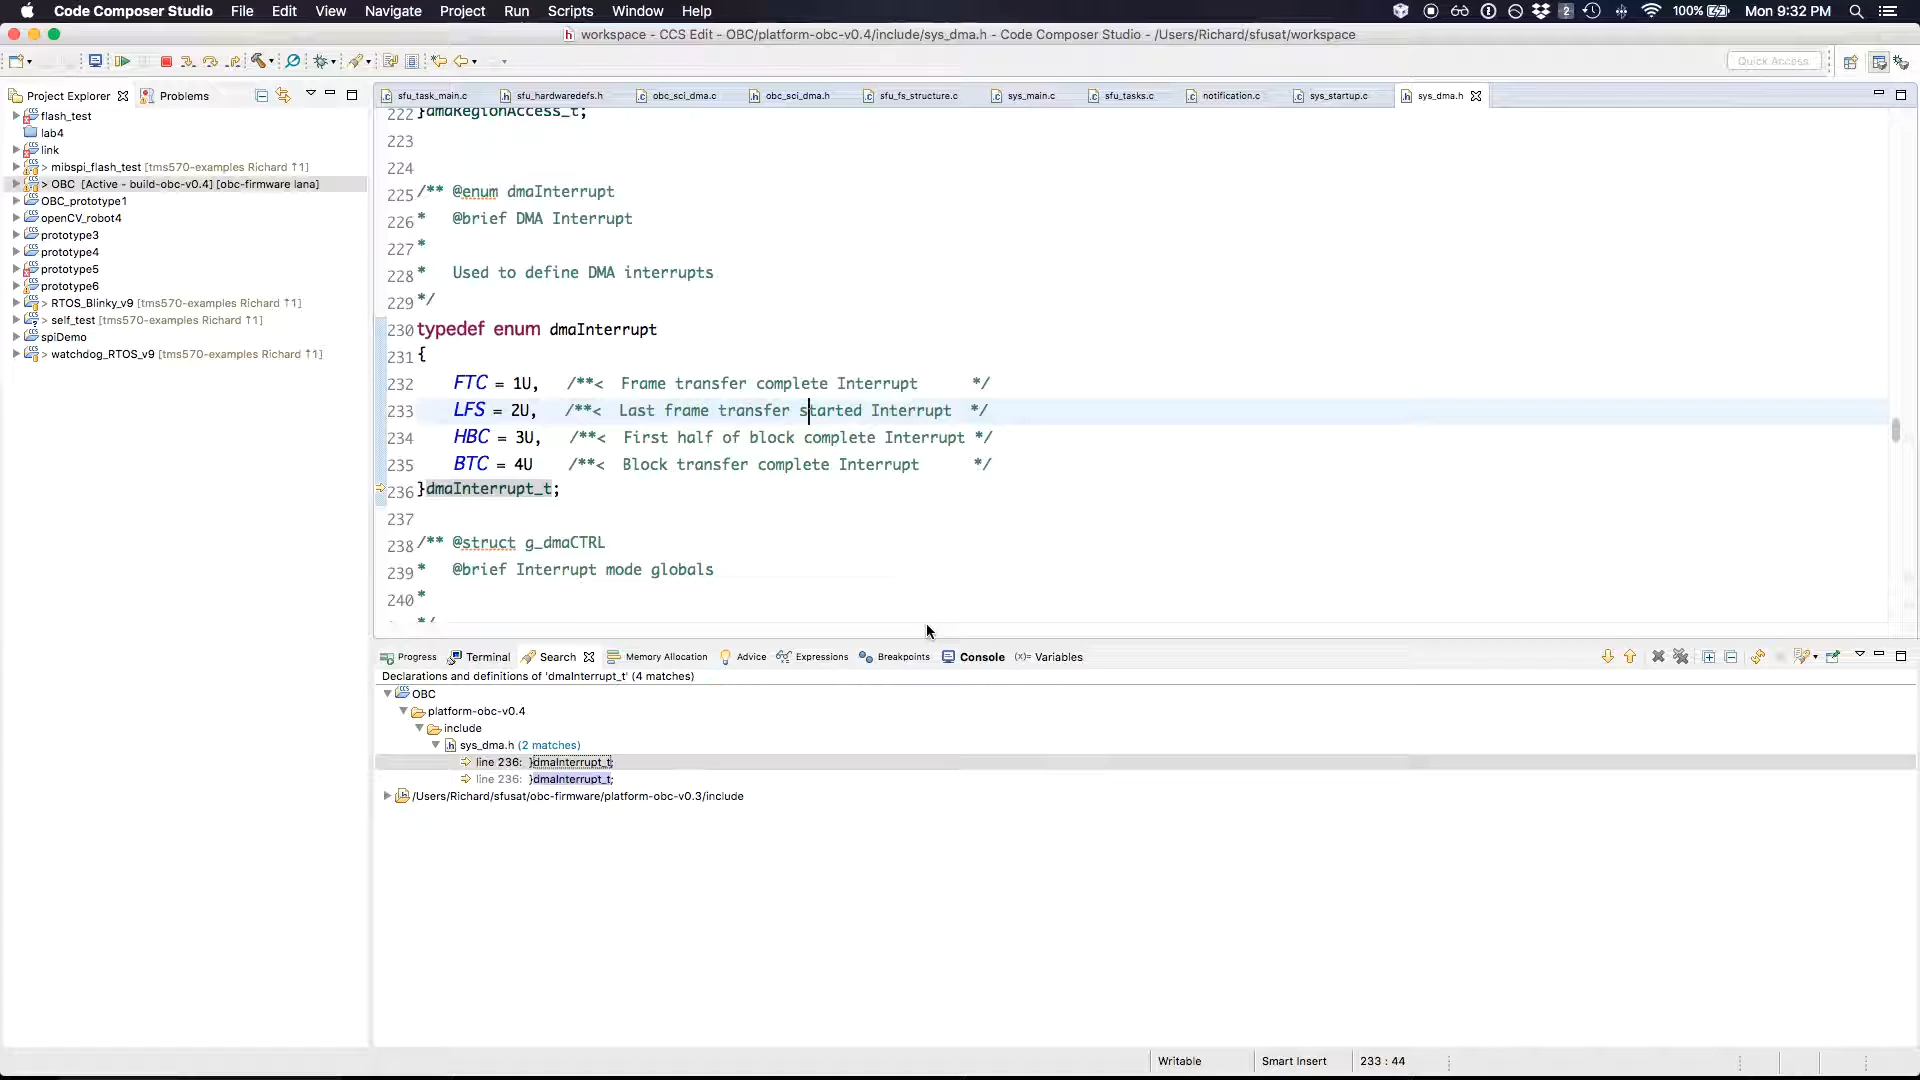 Code Composer Studio File Edit View Navigate Project Run Scripts Window Help 2 100% Mon 9:32 PM
workspace - CCS Edit - OBC/platform-obc-v0.4/include/sys_dma.h - Code Composer Studio - /Users/Richard/sfusat/workspace
Quick Access
Project Explorer Problems
flash_test
lab4
link
> mibspi_flash_test [tms570-examples Richard ↑1]
> OBC [Active - build-obc-v0.4] [obc-firmware lana]
OBC_prototype1
openCV_robot4
prototype3
prototype4
prototype5
prototype6
> RTOS_Blinky_v9 [tms570-examples Richard ↑1]
> self_test [tms570-examples Richard ↑1]
spiDemo
> watchdog_RTOS_v9 [tms570-examples Richard ↑1]
sfu_task_main.c sfu_hardwaredefs.h obc_sci_dma.c obc_sci_dma.h sfu_fs_structure.c sys_main.c sfu_tasks.c notification.c sys_startup.c sys_dma.h
222 }dmaRegionAccess_t;
223
224
225 /** @enum dmaInterrupt
226 * @brief DMA Interrupt
227 *
228 * Used to define DMA interrupts
229 */
230 typedef enum dmaInterrupt
231 {
232 FTC = 1U, /**< Frame transfer complete Interrupt */
233 LFS = 2U, /**< Last frame transfer started Interrupt */
234 HBC = 3U, /**< First half of block complete Interrupt */
235 BTC = 4U /**< Block transfer complete Interrupt */
236 }dmaInterrupt_t;
237
238 /** @struct g_dmaCTRL
239 * @brief Interrupt mode globals
240 *
*/
Progress Terminal Search Memory Allocation Advice Expressions Breakpoints Console (x)= Variables
Declarations and definitions of 'dmaInterrupt_t' (4 matches)
OBC
platform-obc-v0.4
include
sys_dma.h (2 matches)
line 236: }dmaInterrupt_t;
line 236: }dmaInterrupt_t;
/Users/Richard/sfusat/obc-firmware/platform-obc-v0.3/include
Writable Smart Insert 233 : 44